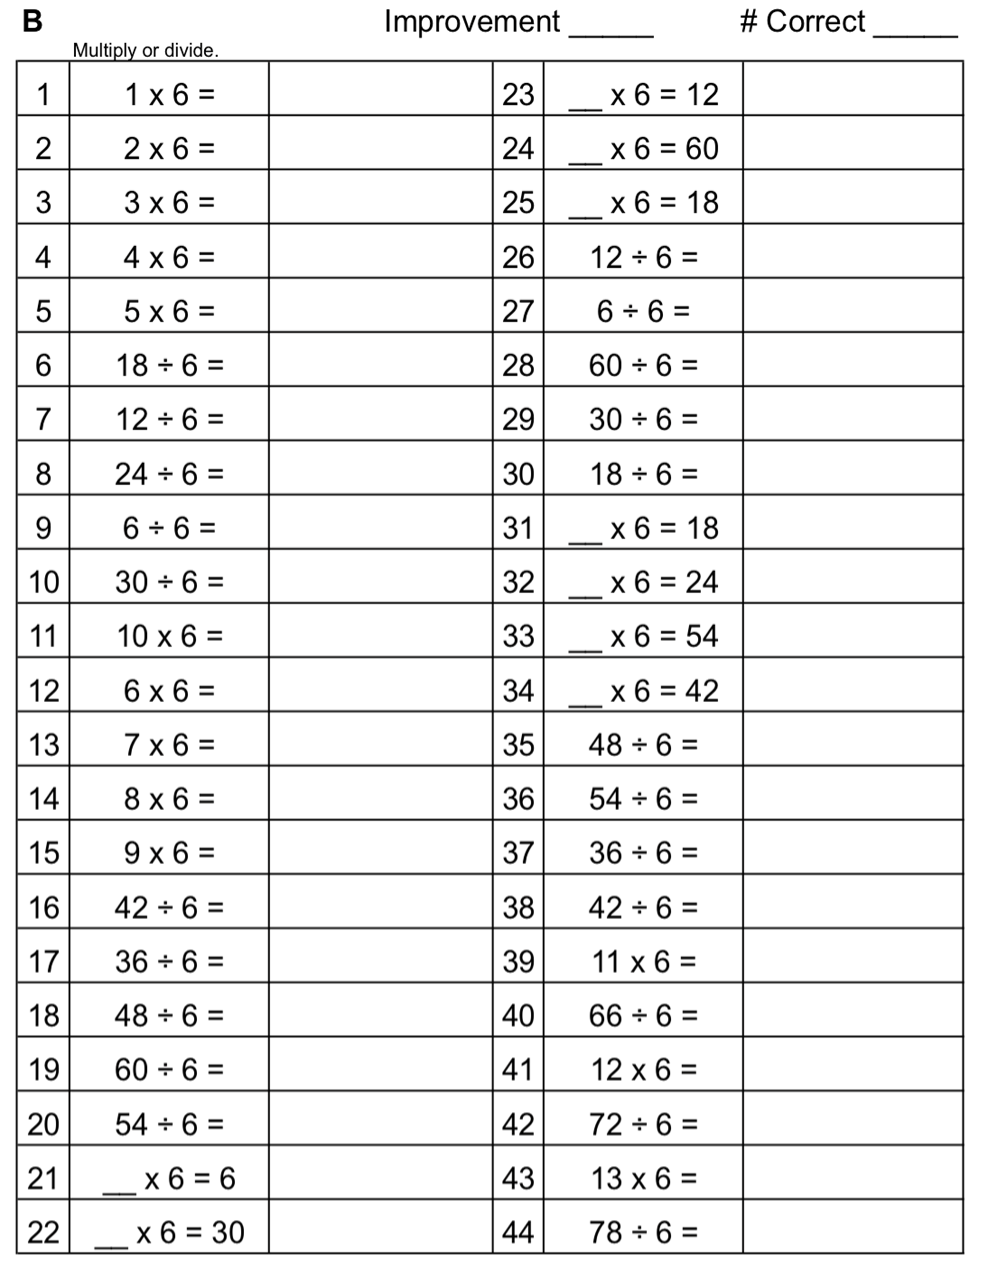 B Improvement _____ # Correct _____
Multiply or divide.
1 1 x 6 = 23 __ x 6 = 12
2 2 x 6 = 24 __ x 6 = 60
3 3 x 6 = 25 __ x 6 = 18
4 4 x 6 = 26 12 ÷ 6 =
5 5 x 6 = 27 6 ÷ 6 =
6 18 ÷ 6 = 28 60 ÷ 6 =
7 12 ÷ 6 = 29 30 ÷ 6 =
8 24 ÷ 6 = 30 18 ÷ 6 =
9 6 ÷ 6 = 31 __ x 6 = 18
10 30 ÷ 6 = 32 __ x 6 = 24
11 10 x 6 = 33 __ x 6 = 54
12 6 x 6 = 34 __ x 6 = 42
13 7 x 6 = 35 48 ÷ 6 =
14 8 x 6 = 36 54 ÷ 6 =
15 9 x 6 = 37 36 ÷ 6 =
16 42 ÷ 6 = 38 42 ÷ 6 =
17 36 ÷ 6 = 39 11 x 6 =
18 48 ÷ 6 = 40 66 ÷ 6 =
19 60 ÷ 6 = 41 12 x 6 =
20 54 ÷ 6 = 42 72 ÷ 6 =
21 __ x 6 = 6 43 13 x 6 =
22 __ x 6 = 30 44 78 ÷ 6 =